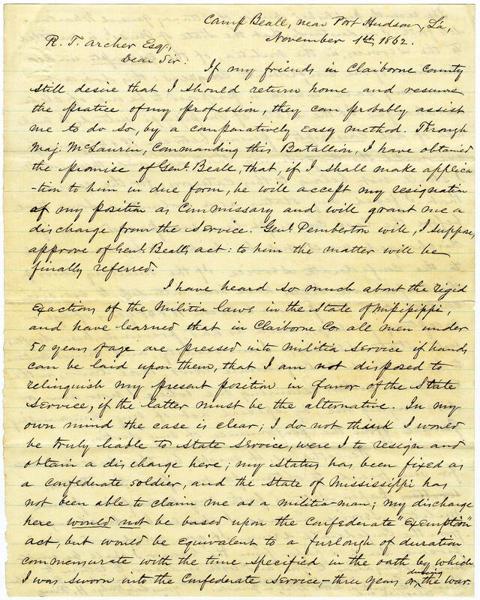 Camp Beall, near Port Hudson, La,
November 1st, 1862.
R. T. Archer Esq,
Dear Sir:
If my friends in Claiborne County
still desire that I should return home and resume
the pratice of my profession, they can probably assist
me to do so, by a comparatively easy method. Through
Maj. McLaurin, Commanding this Batallion, I have obtained
the promise of Genl. Beall, that, if I shall make applica-
tion to him in due form, he will accept my resignation
of my position as Commissary and will grant me a
discharge from the service. Genl. Pemberton will, I suppose,
approve of Genl. Beall's act: to him the matter will be
finally referred.
I have heard so much about the rigid
exactions of the Militia laws in the State of Missippi,
and have learned that in Claiborne Co. all men under
50 years of age are pressed into Militia service if hands
can be laid upon them, that I am not disposed to
relinquish my present position in favor of the State
service, if the latter must be the alternative. In my
own mind the case is clear; I do not think I would
be truly liable to State Service, were I to resign and
obtain a discharge here; my status has been fixed as
a Confederate soldier, and the State of Mississippi has
not been able to claim me as a militia-man; my discharge
here would not be based upon the Confederate "exemption
act, but would be equivalent to a furlough of duration
commensurate with the time specified in the oath by which
I was sworn into the Confederate Service,- three years or during the war.